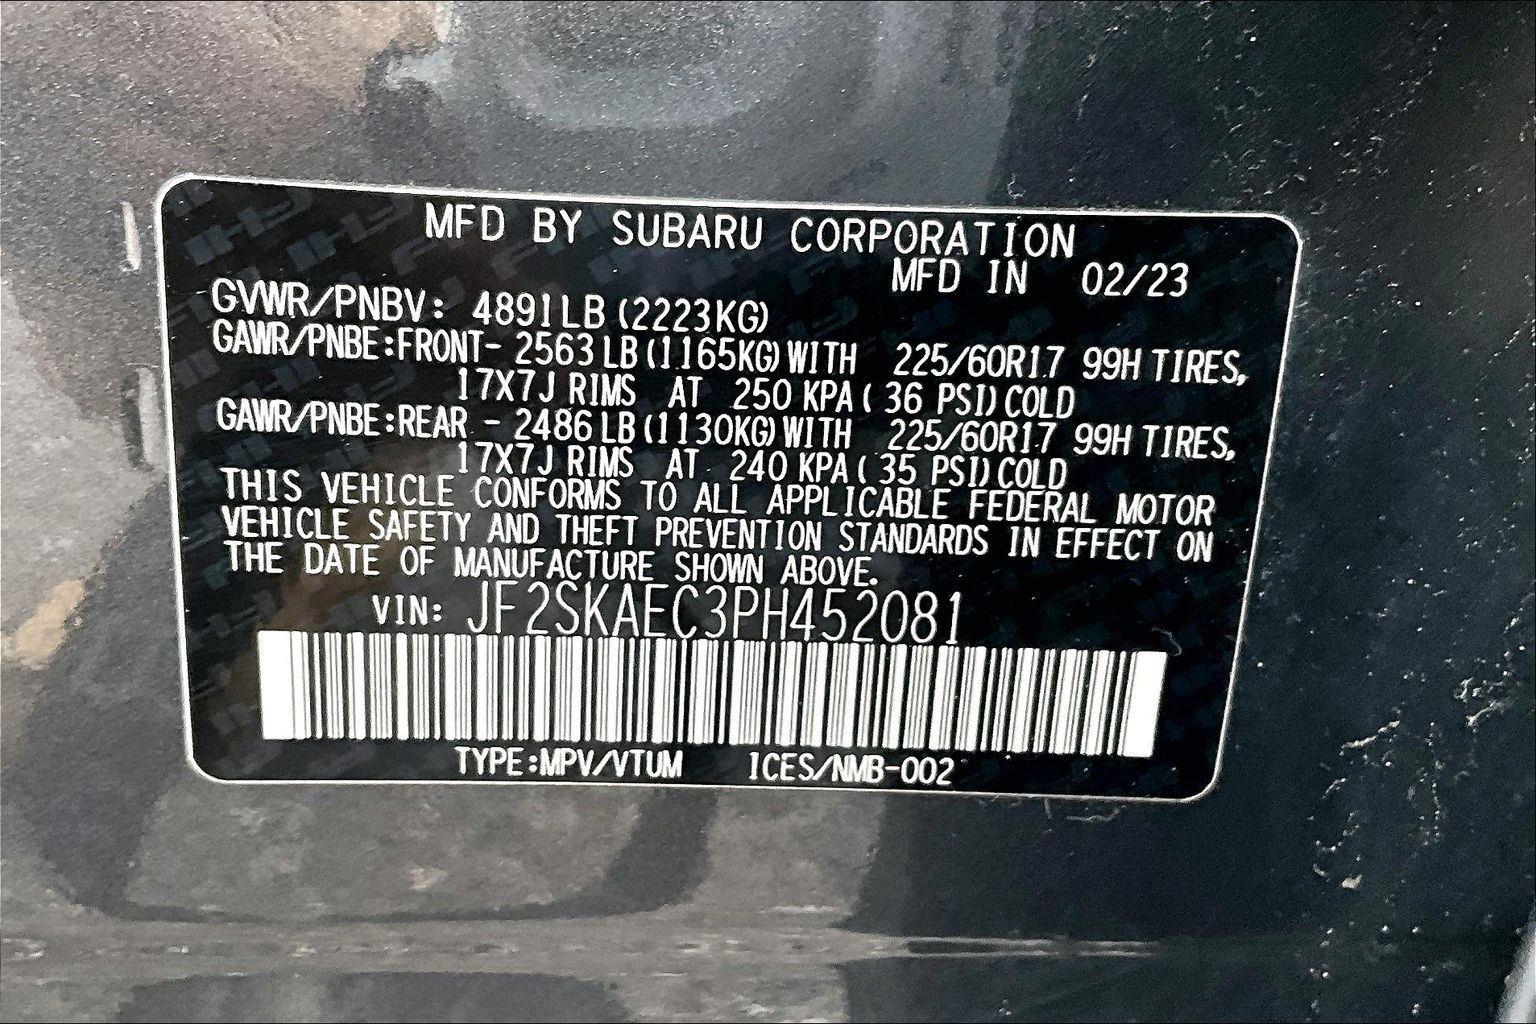 MFD BY SUBARU CORPORATION
MFD IN 02/23
GVWR/PNBV: 4891LB (2223KG)
GAWR/PNBE:FRONT- 2563LB(1165KG)WITH 225/60R17 99H TIRES,
17X7J RIMS AT 250 KPA( 36 PSI)COLD
GAWR/PNBE:REAR - 2486LB(1130KG)WITH 225/60R17 99H TIRES,
17X7J RIMS AT 240 KPA( 35 PSI)COLD
THIS VEHICLE CONFORMS TO ALL APPLICABLE FEDERAL MOTOR
VEHICLE SAFETY AND THEFT PREVENTION STANDARDS IN EFFECT ON
THE DATE OF MANUFACTURE SHOWN ABOVE.
VIN: JF2SKAEC3PH452081
TYPE:MPV/VTUM ICES/NMB-002